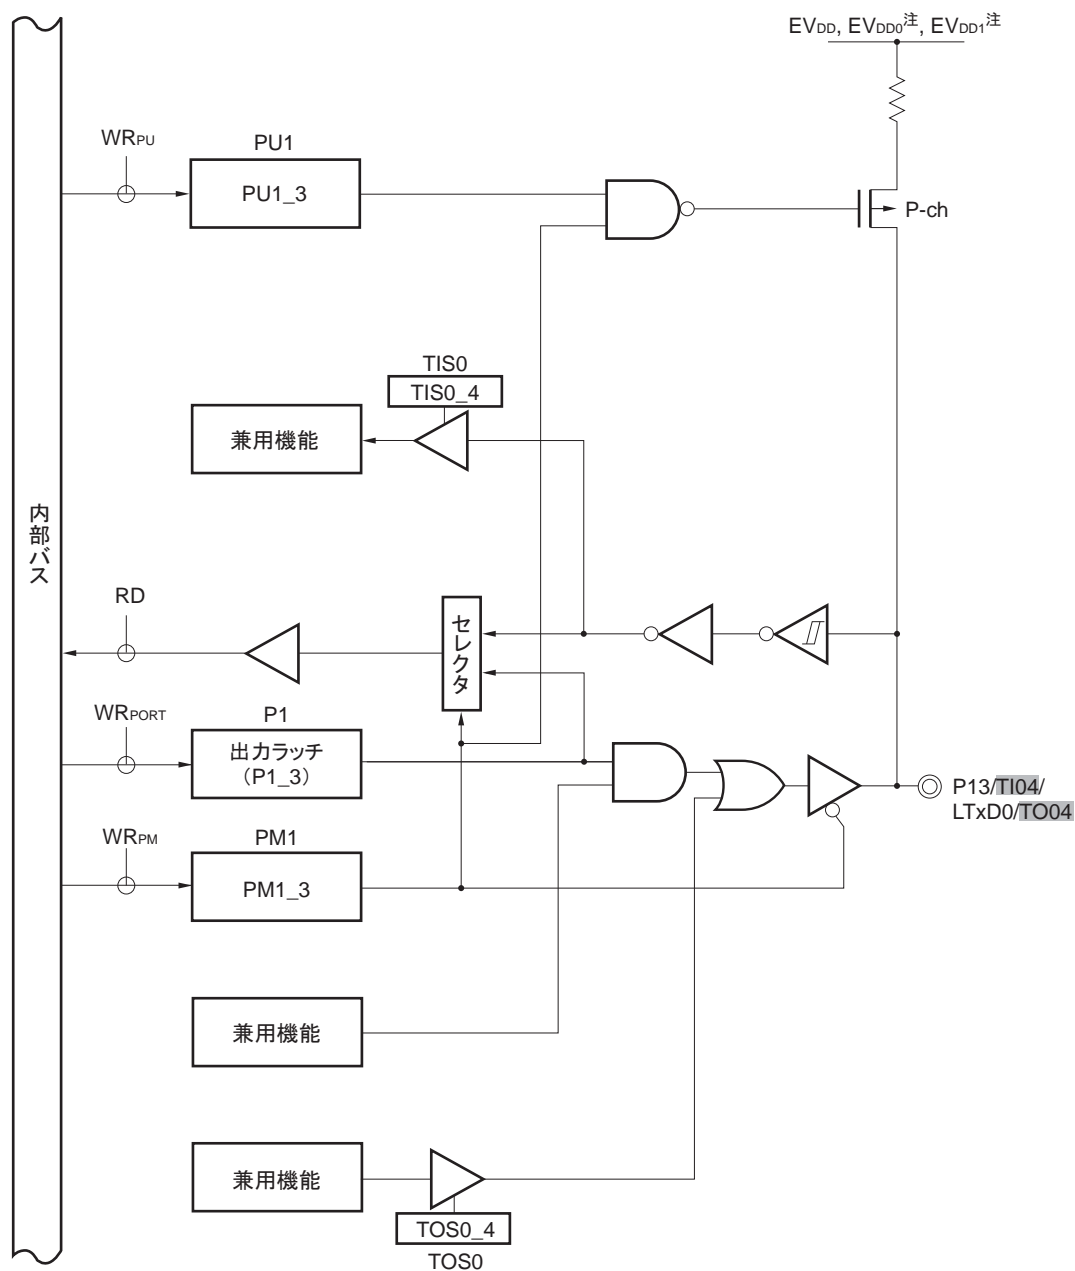 EVDD, EVDD0注, EVDD1注
WRPU
PU1
PU1_3
P-ch
TIS0
TIS0_4
兼用機能
内部バス
RD
セレクタ
WRPORT
P1
出力ラッチ
(P1_3)
P13/TI04/
LTxD0/TO04
WRPM
PM1
PM1_3
兼用機能
兼用機能
TOS0_4
TOS0